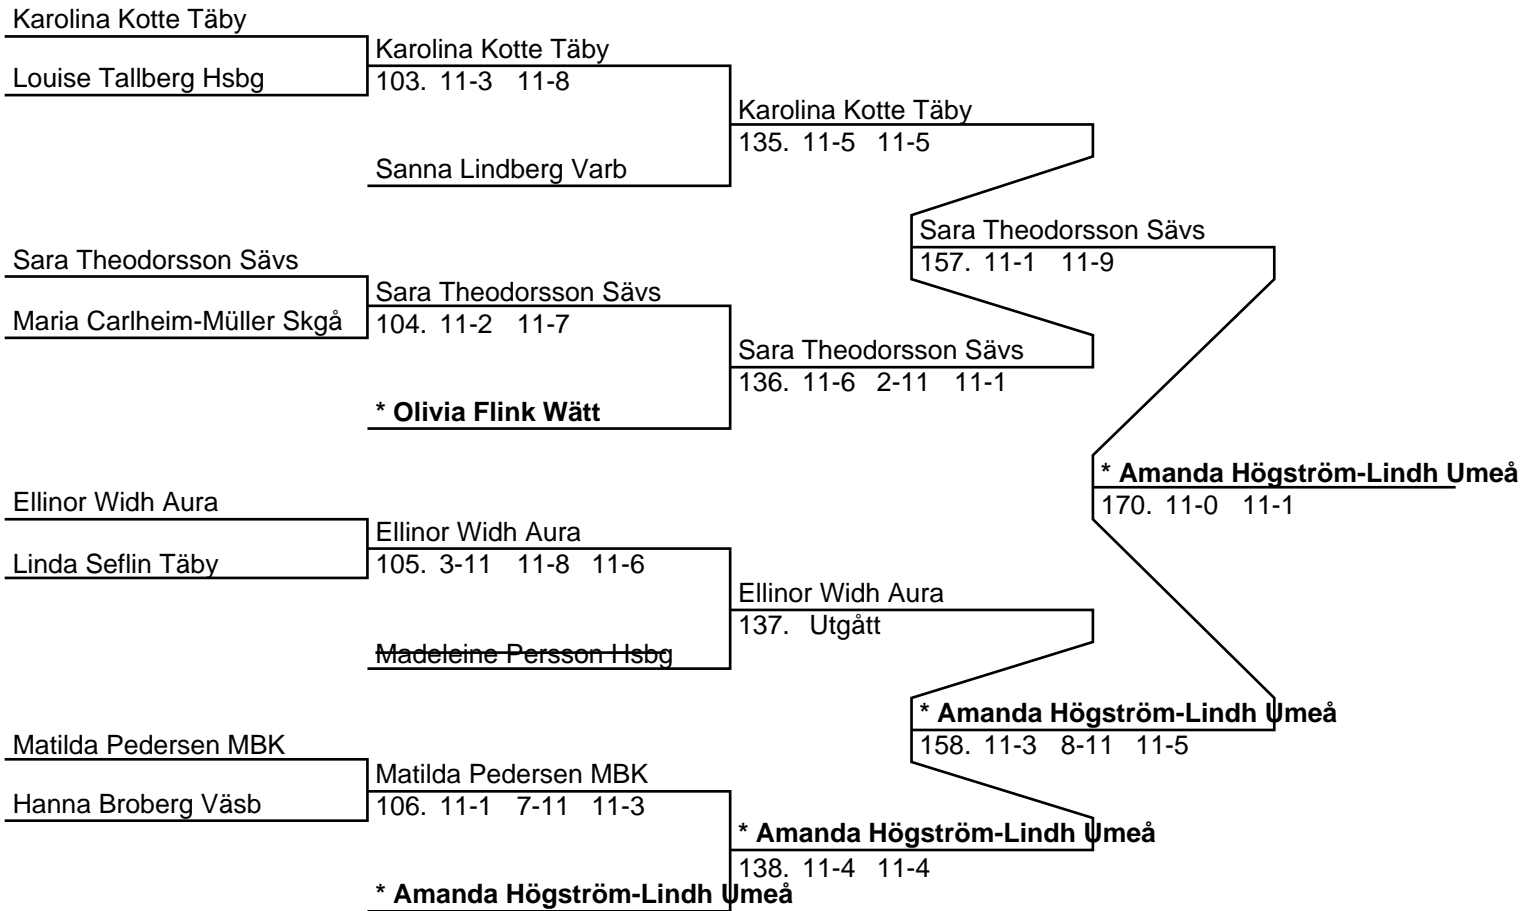 Karolina Kotte Täby
Karolina Kotte Täby
Louise Tallberg Hsbg
103. 11-3 11-8
Karolina Kotte Täby
135. 11-5 11-5
Sanna Lindberg Varb
Sara Theodorsson Sävs
157. 11-1 11-9
Sara Theodorsson Sävs
Sara Theodorsson Sävs
Maria Carlheim-Müller Skgå
104. 11-2 11-7
Sara Theodorsson Sävs
136. 11-6 2-11 11-1
* Olivia Flink Wätt
* Amanda Högström-Lindh Umeå
170. 11-0 11-1
Ellinor Widh Aura
Ellinor Widh Aura
Linda Seflin Täby
105. 3-11 11-8 11-6
Ellinor Widh Aura
137. Utgått
Madeleine Persson Hsbg
* Amanda Högström-Lindh Umeå
158. 11-3 8-11 11-5
Matilda Pedersen MBK
Matilda Pedersen MBK
Hanna Broberg Väsb
106. 11-1 7-11 11-3
* Amanda Högström-Lindh Umeå
138. 11-4 11-4
* Amanda Högström-Lindh Umeå